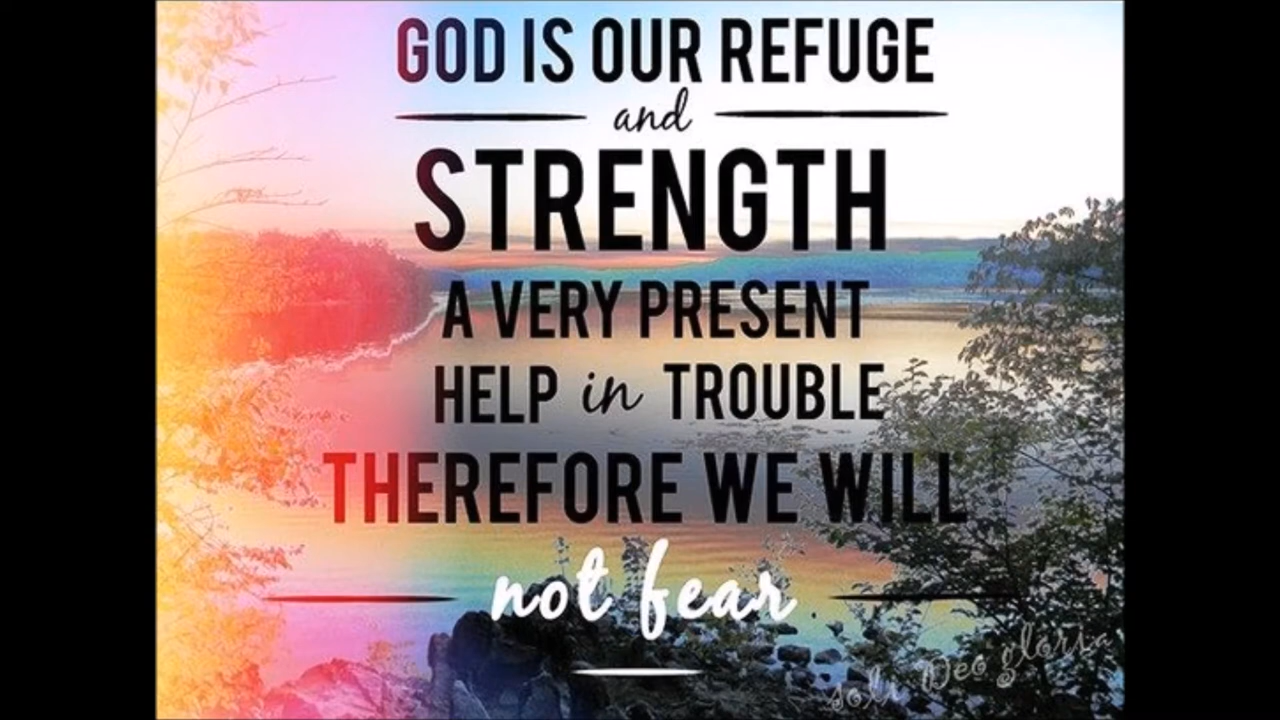 GOD IS OUR REFUGE
and
STRENGTH
A VERY PRESENT
HELP in TROUBLE
THEREFORE WE WILL
not fear
soli Deo gloria